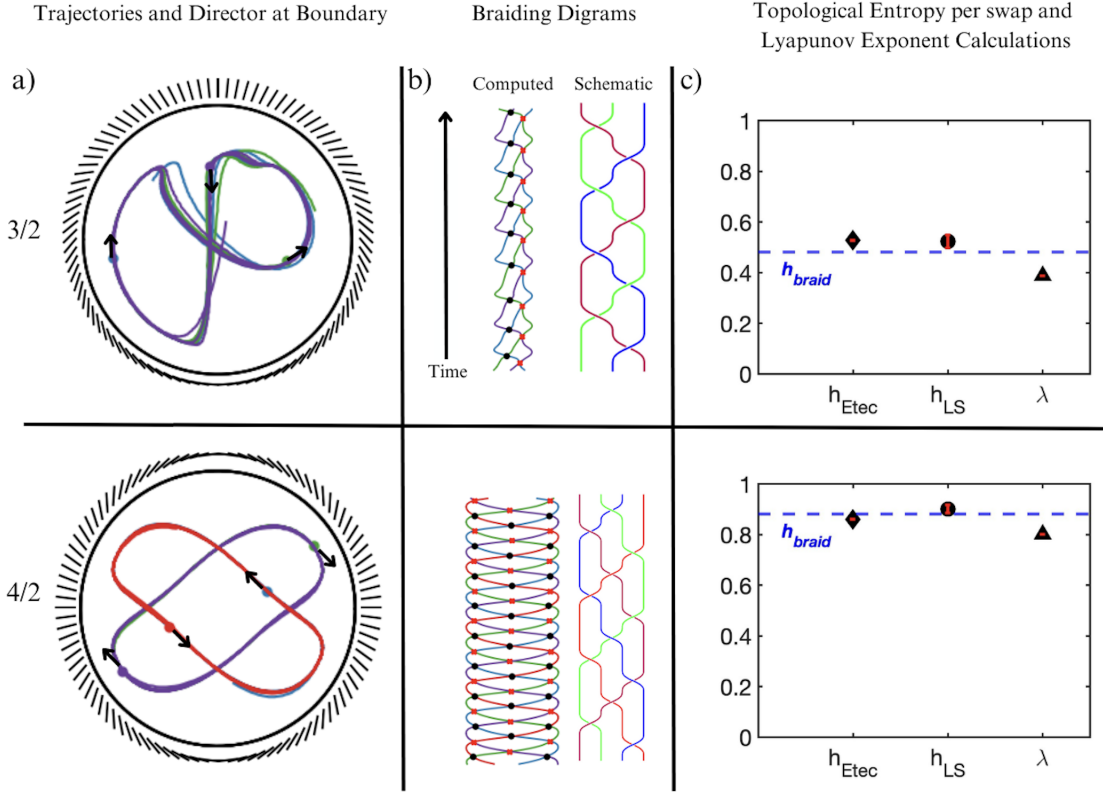 Trajectories and Director at Boundary
Braiding Digrams
Topological Entropy per swap and
Lyapunov Exponent Calculations
a)
b)
Computed
Schematic
c)
3/2
Time
1
0.8
0.6
0.4
0.2
0
h_braid
h_Etec
h_LS
λ
4/2
1
0.8
0.6
0.4
0.2
0
h_braid
h_Etec
h_LS
λ